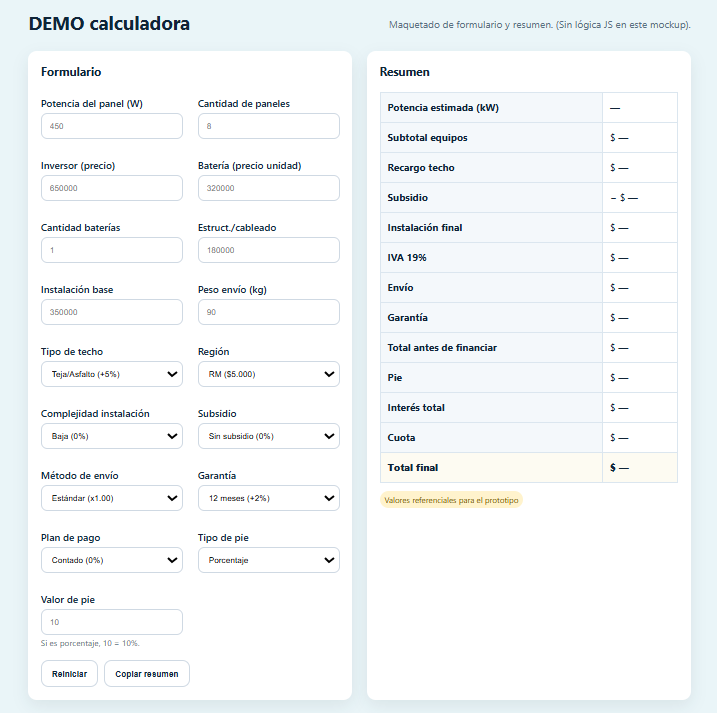 DEMO calculadora
Maquetado de formulario y resumen. (Sin lógica JS en este mockup).
Formulario
Potencia del panel (W)
Cantidad de paneles
450
8
Inversor (precio)
Batería (precio unidad)
650000
320000
Cantidad baterías
Estruct./cableado
1
180000
Instalación base
Peso envío (kg)
350000
90
Tipo de techo
Región
Teja/Asfalto (+5%)
RM ($5.000)
Complejidad instalación
Subsidio
Baja (0%)
Sin subsidio (0%)
Método de envío
Garantía
Estándar (x1.00)
12 meses (+2%)
Plan de pago
Tipo de pie
Contado (0%)
Porcentaje
Valor de pie
10
Si es porcentaje, 10 = 10%.
Reiniciar
Copiar resumen
Resumen
Potencia estimada (kW) —
Subtotal equipos $ —
Recargo techo $ —
Subsidio − $ —
Instalación final $ —
IVA 19% $ —
Envío $ —
Garantía $ —
Total antes de financiar $ —
Pie $ —
Interés total $ —
Cuota $ —
Total final $ —
Valores referenciales para el prototipo